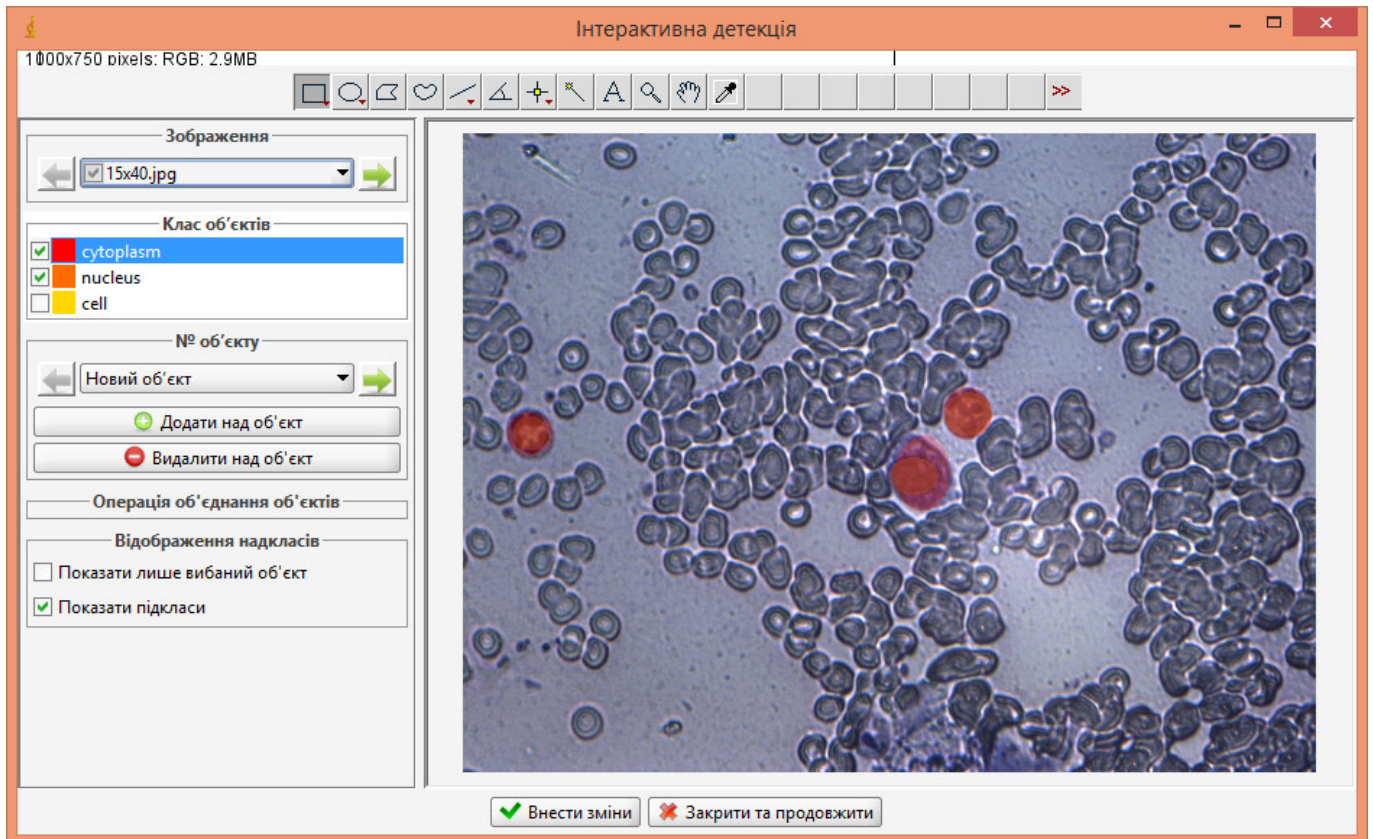 Інтерактивна детекція
1000x750 pixels; RGB; 2.9MB
A
>>
Зображення
15x40.jpg
Клас об'єктів
cytoplasm
nucleus
cell
№ об'єкту
Новий об'єкт
Додати над об'єкт
Видалити над об'єкт
Операція об'єднання об'єктів
Відображення надкласів
Показати лише вибаний об'єкт
Показати підкласи
Внести зміни
Закрити та продовжити